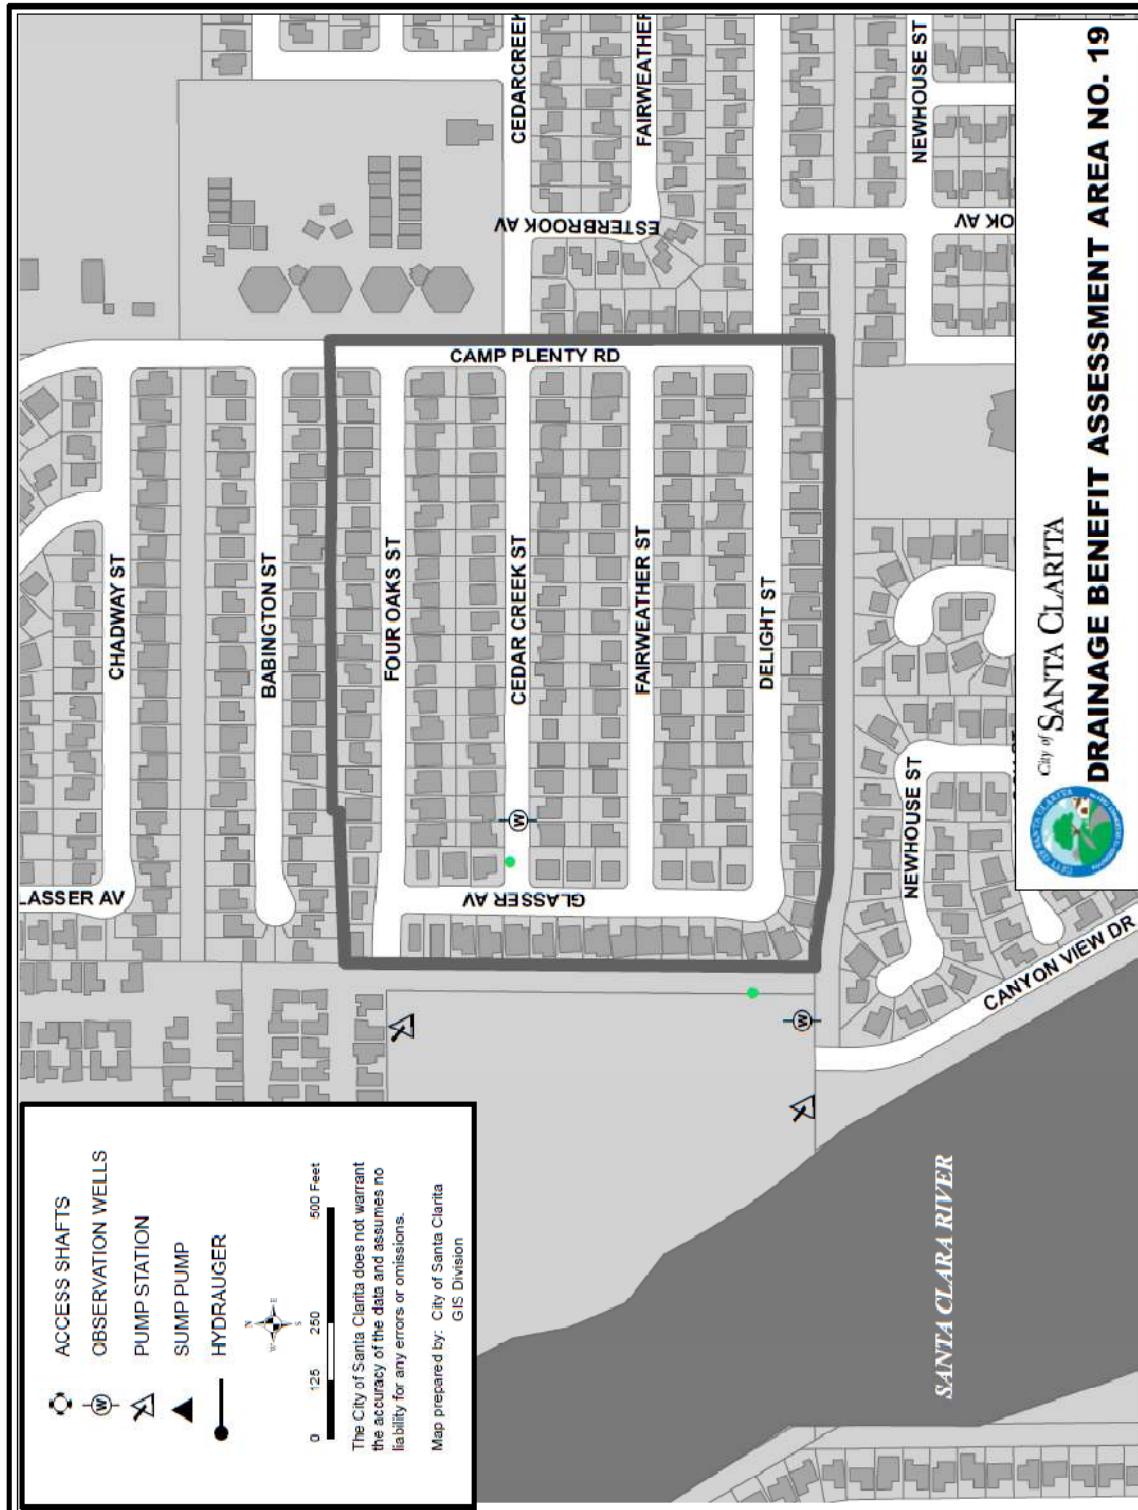 CHADWAY ST
LASSER AV
BABINGTON ST
FOUR OAKS ST
CAMP PLENTY RD
CEDAR CREEK ST
CEDARCREEK
ESTERBROOK AV
FAIRWEATHER
FAIRWEATHER ST
GLASSER AV
W
DELIGHT ST
W
NEWHOUSE ST
OK AV
NEWHOUSE ST
CANYON VIEW DR
SANTA CLARA RIVER
ACCESS SHAFTS
W OBSERVATION WELLS
PUMP STATION
SUMP PUMP
HYDRAUGER
N
W E
S
0 125 250 500 Feet
The City of Santa Clarita does not warrant
the accuracy of the data and assumes no
liability for any errors or omissions.
Map prepared by: City of Santa Clarita
GIS Division
City of SANTA CLARITA
DRAINAGE BENEFIT ASSESSMENT AREA NO. 19